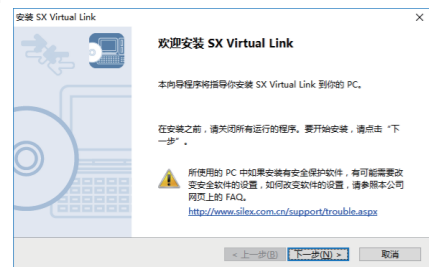 安装 SX Virtual Link
欢迎安装 SX Virtual Link
本向导程序将指导你安装 SX Virtual Link 到你的 PC。
在安装之前，请关闭所有运行的程序。要开始安装，请点击“下
一步”。
所使用的 PC 中如果安装有安全保护软件，有可能需要改
变安全软件的设置，如何改变软件的设置，请参照本公司
网页上的 FAQ。
http://www.silex.com.cn/support/trouble.aspx
< 上一步(B) 下一步(N) > 取消